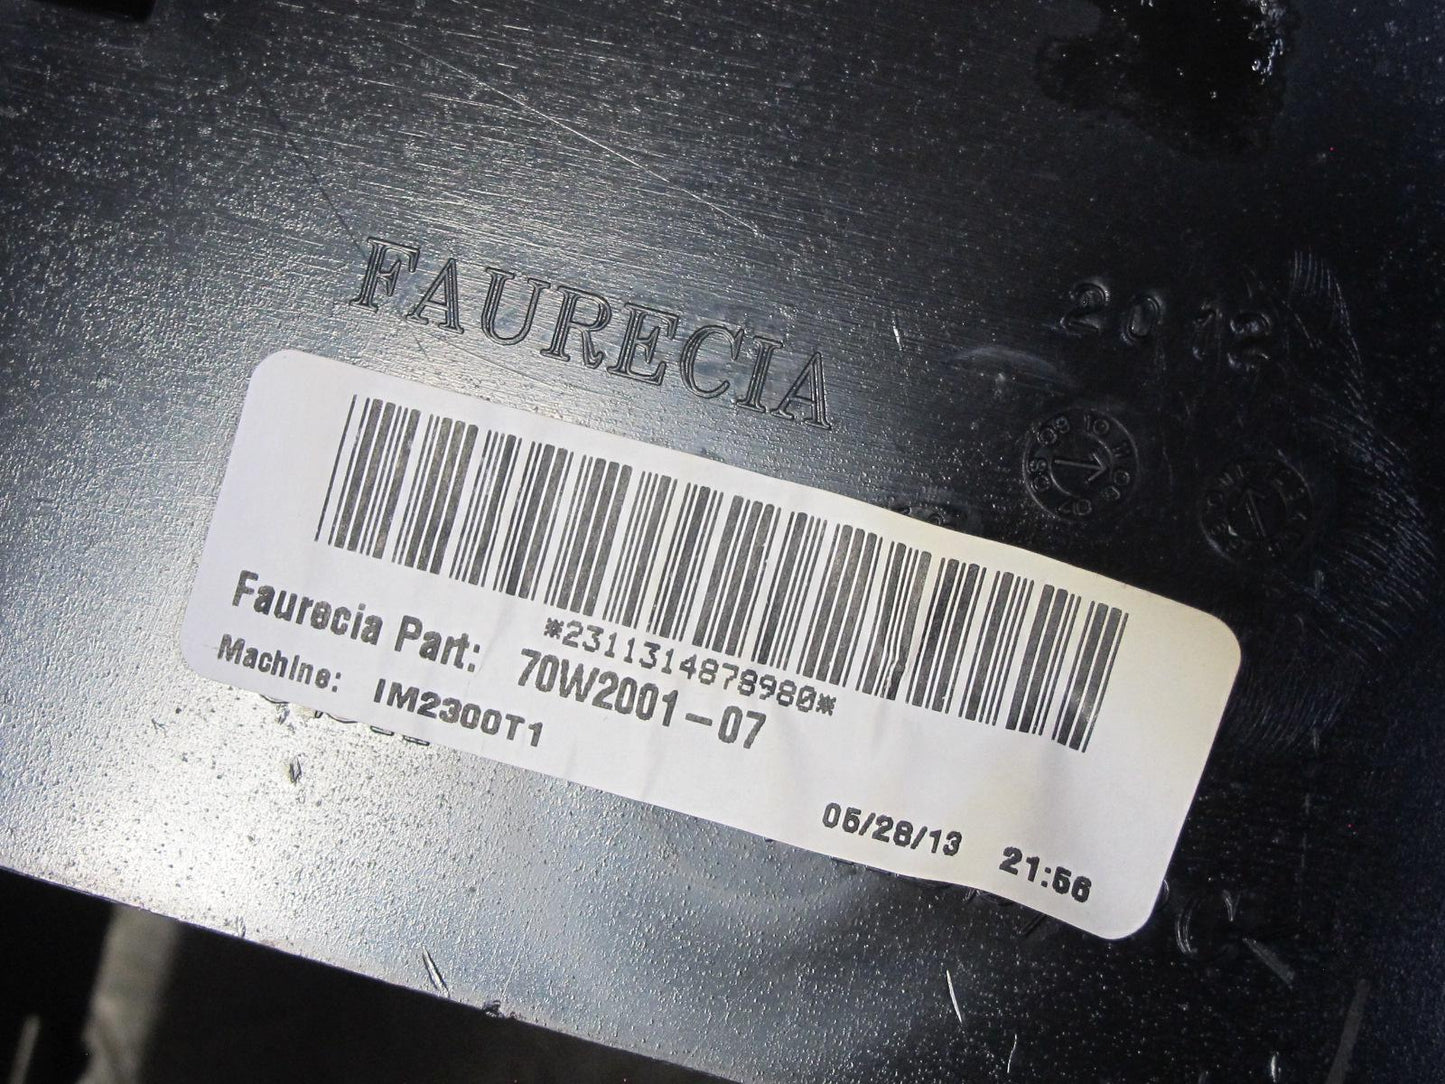 FAURECIA
2012
*2311314878980*
Faurecia Part: 70W2001-07
Machine: IM2300T1
05/28/13 21:56